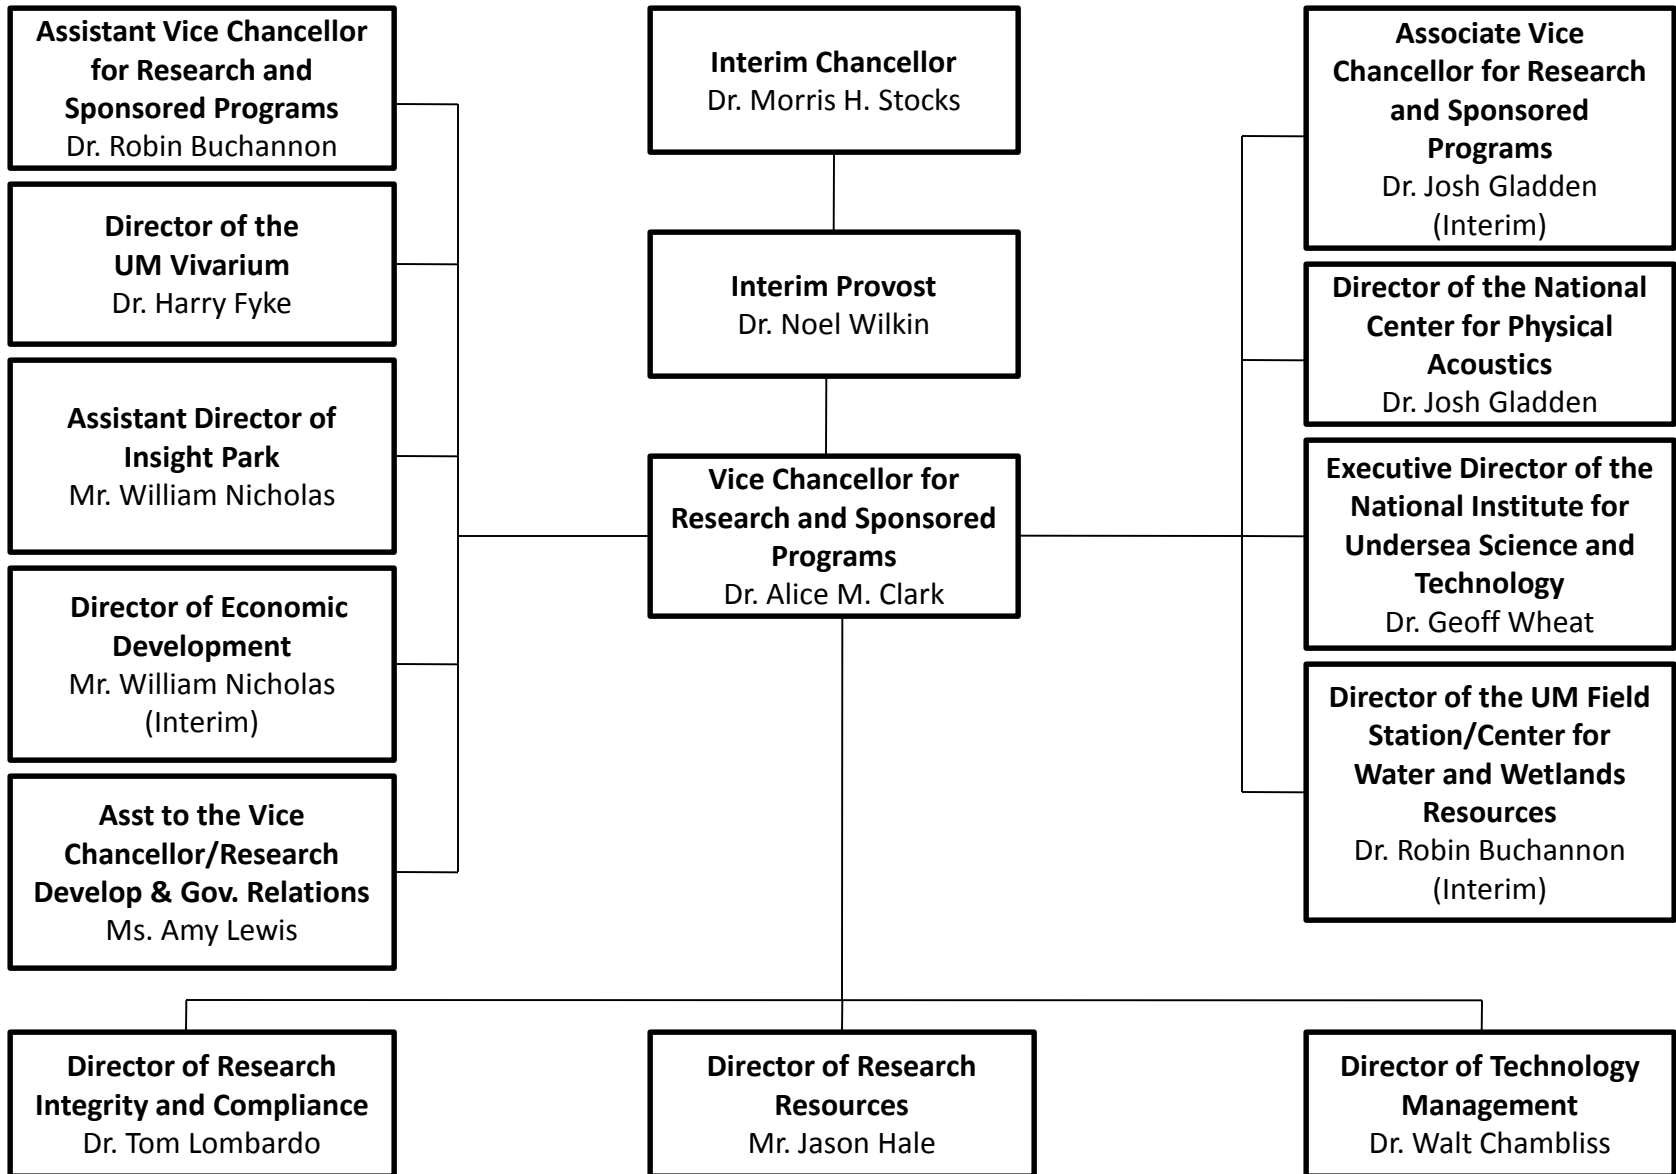 Assistant Vice Chancellor
for Research and
Sponsored Programs
Dr. Robin Buchannon
Director of the
UM Vivarium
Dr. Harry Fyke
Assistant Director of
Insight Park
Mr. William Nicholas
Director of Economic
Development
Mr. William Nicholas
(Interim)
Asst to the Vice
Chancellor/Research
Develop & Gov. Relations
Ms. Amy Lewis
Interim Chancellor
Dr. Morris H. Stocks
Interim Provost
Dr. Noel Wilkin
Vice Chancellor for
Research and Sponsored
Programs
Dr. Alice M. Clark
Associate Vice
Chancellor for Research
and Sponsored
Programs
Dr. Josh Gladden
(Interim)
Director of the National
Center for Physical
Acoustics
Dr. Josh Gladden
Executive Director of the
National Institute for
Undersea Science and
Technology
Dr. Geoff Wheat
Director of the UM Field
Station/Center for
Water and Wetlands
Resources
Dr. Robin Buchannon
(Interim)
Director of Research
Integrity and Compliance
Dr. Tom Lombardo
Director of Research
Resources
Mr. Jason Hale
Director of Technology
Management
Dr. Walt Chambliss